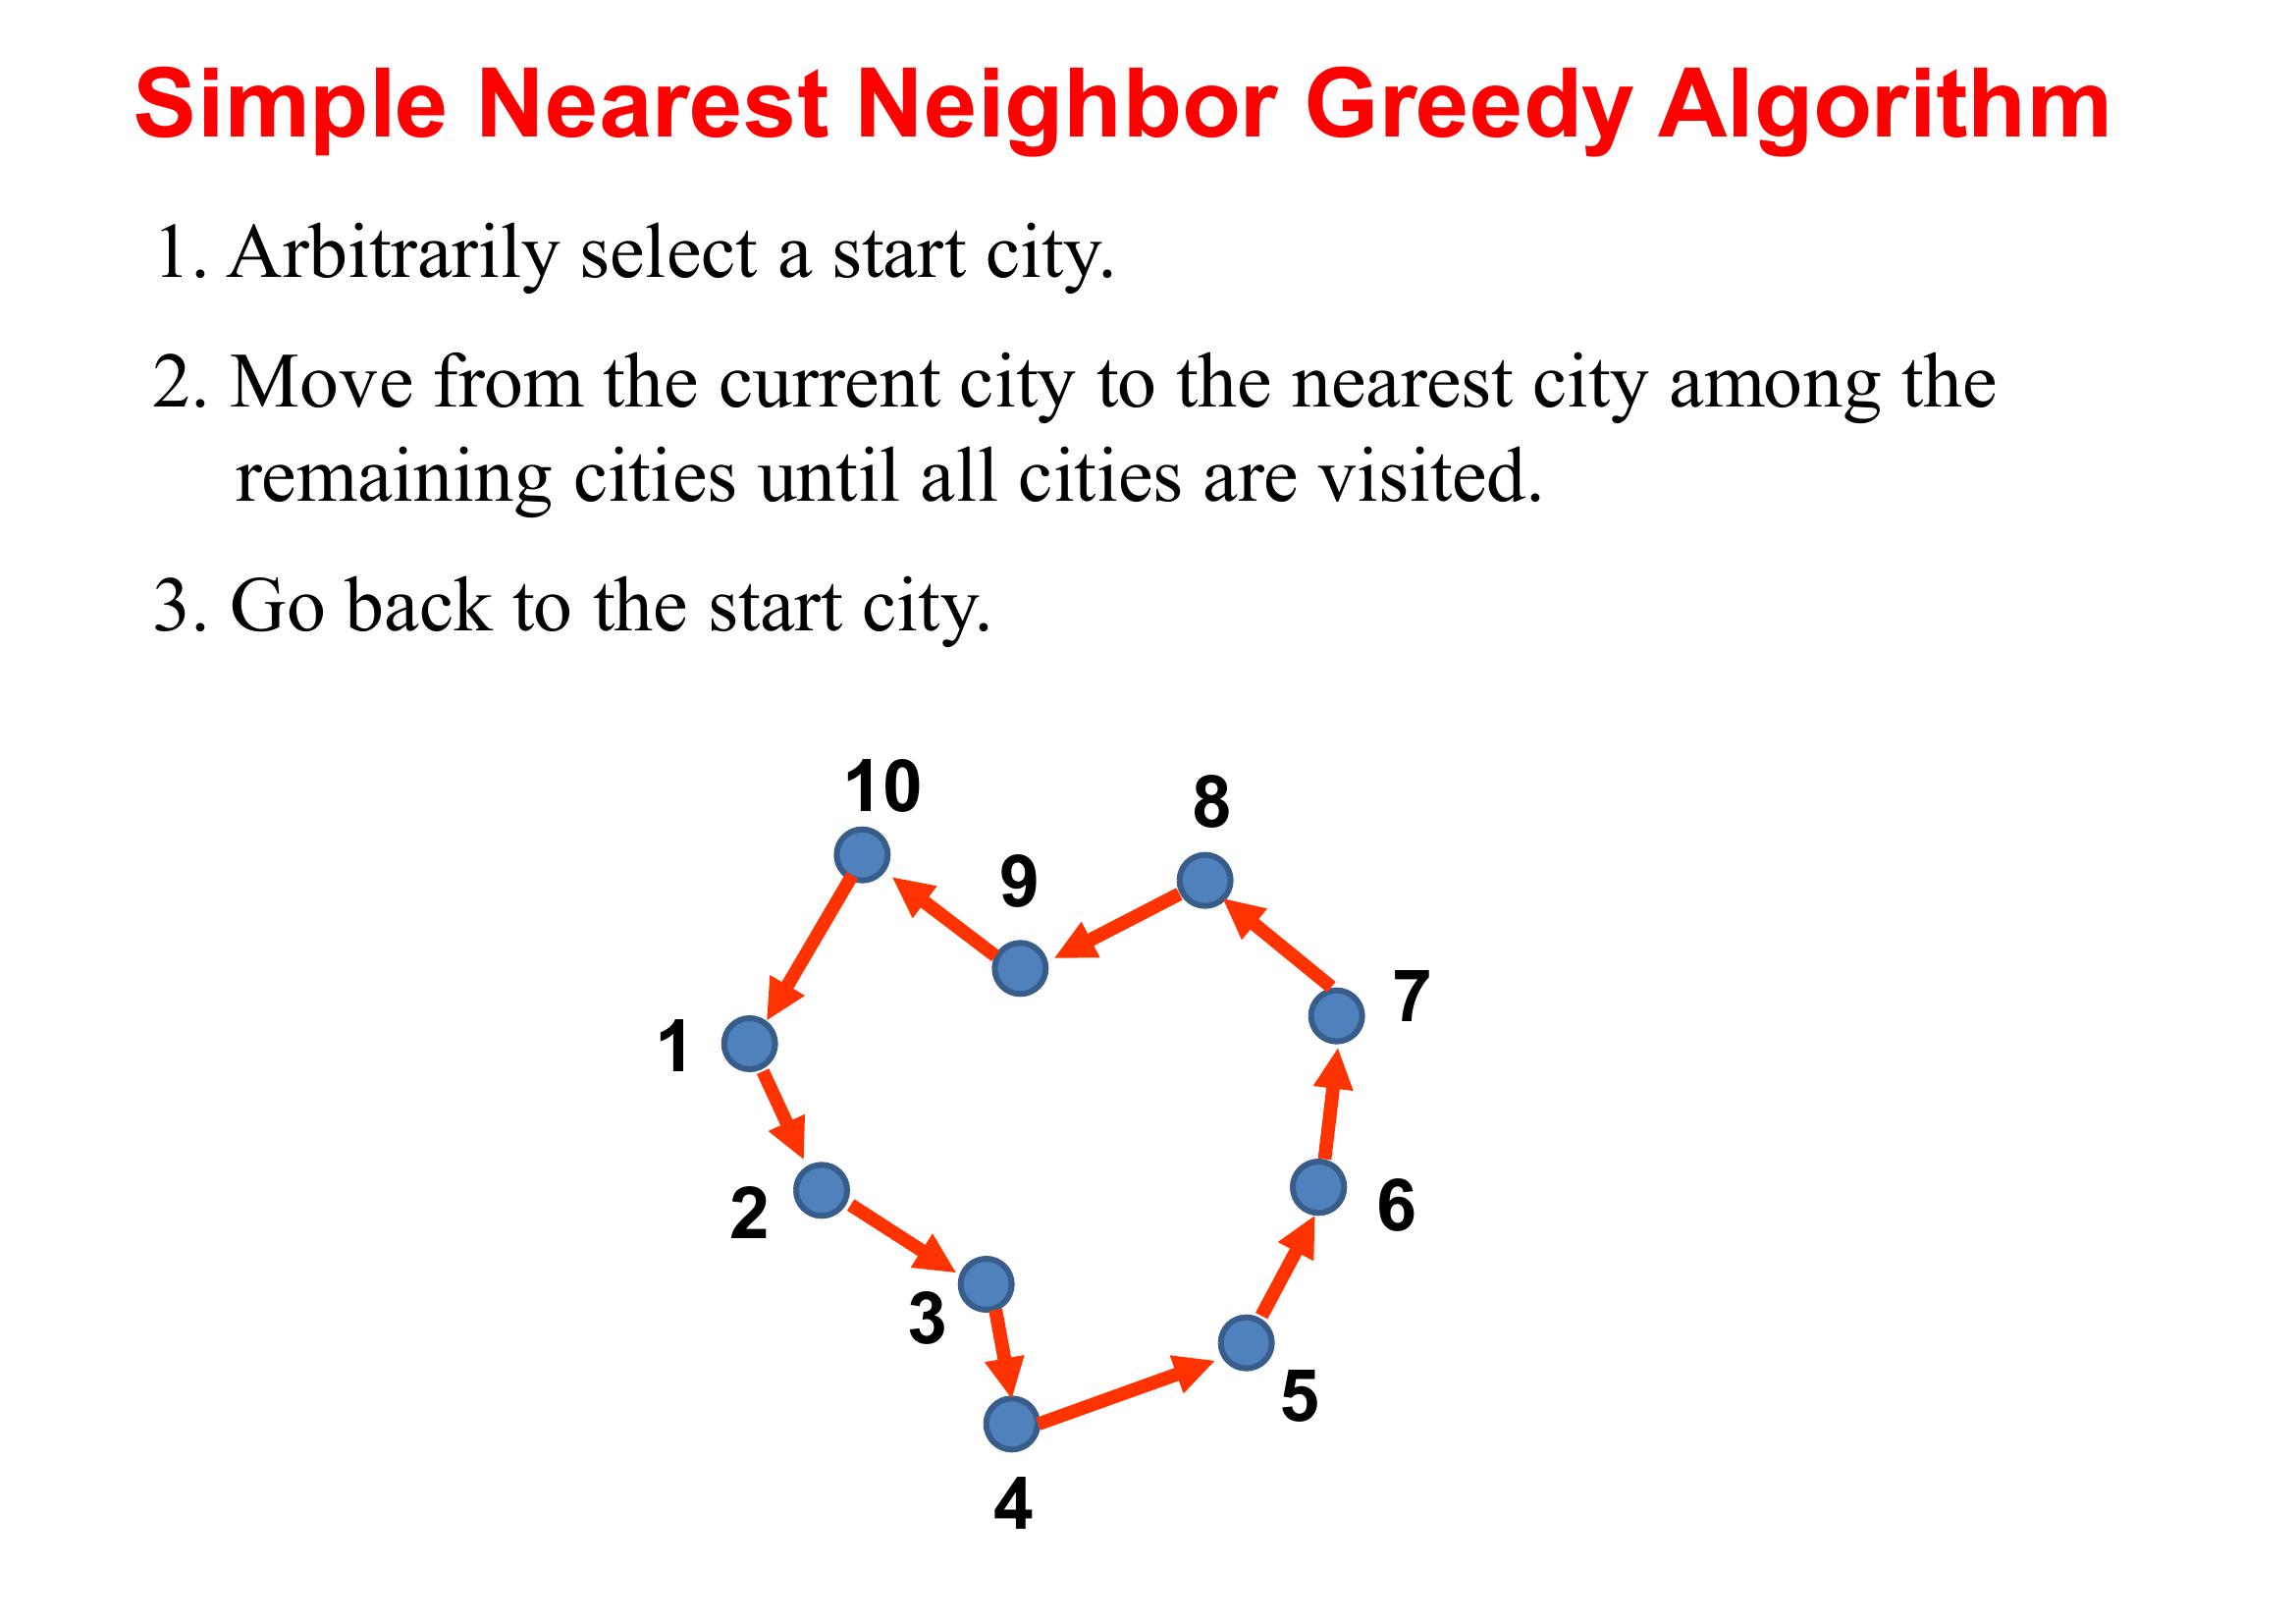 Simple Nearest Neighbor Greedy Algorithm
1. Arbitrarily select a start city.
2. Move from the current city to the nearest city among the
remaining cities until all cities are visited.
3. Go back to the start city.
10
8
9
7
1
6
2
3
5
4